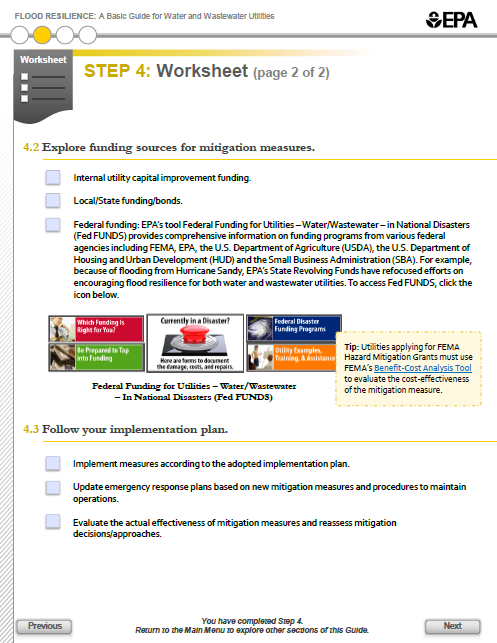 FLOOD RESILIENCE: A Basic Guide for Water and Wastewater Utilities
EPA
Worksheet
STEP 4: Worksheet (page 2 of 2)
4.2 Explore funding sources for mitigation measures.
Internal utility capital improvement funding.
Local/State funding/bonds.
Federal funding: EPA's tool Federal Funding for Utilities – Water/Wastewater – in National Disasters
(Fed FUNDS) provides comprehensive information on funding programs from various federal
agencies including FEMA, EPA, the U.S. Department of Agriculture (USDA), the U.S. Department of
Housing and Urban Development (HUD) and the Small Business Administration (SBA). For example,
because of flooding from Hurricane Sandy, EPA's State Revolving Funds have refocused efforts on
encouraging flood resilience for both water and wastewater utilities. To access Fed FUNDS, click the
icon below.
Which Funding is
Right for You?
Be Prepared to Tap
into Funding
Currently in a Disaster?
Here are forms to document
the damage, costs, and repairs.
Federal Disaster
Funding Programs
Utility Examples,
Training, & Assistance
Tip: Utilities applying for FEMA
Hazard Mitigation Grants must use
FEMA's Benefit-Cost Analysis Tool
to evaluate the cost-effectiveness
of the mitigation measure.
Federal Funding for Utilities – Water/Wastewater
– In National Disasters (Fed FUNDS)
4.3 Follow your implementation plan.
Implement measures according to the adopted implementation plan.
Update emergency response plans based on new mitigation measures and procedures to maintain
operations.
Evaluate the actual effectiveness of mitigation measures and reassess mitigation
decisions/approaches.
Previous
You have completed Step 4.
Return to the Main Menu to explore other sections of this Guide.
Next